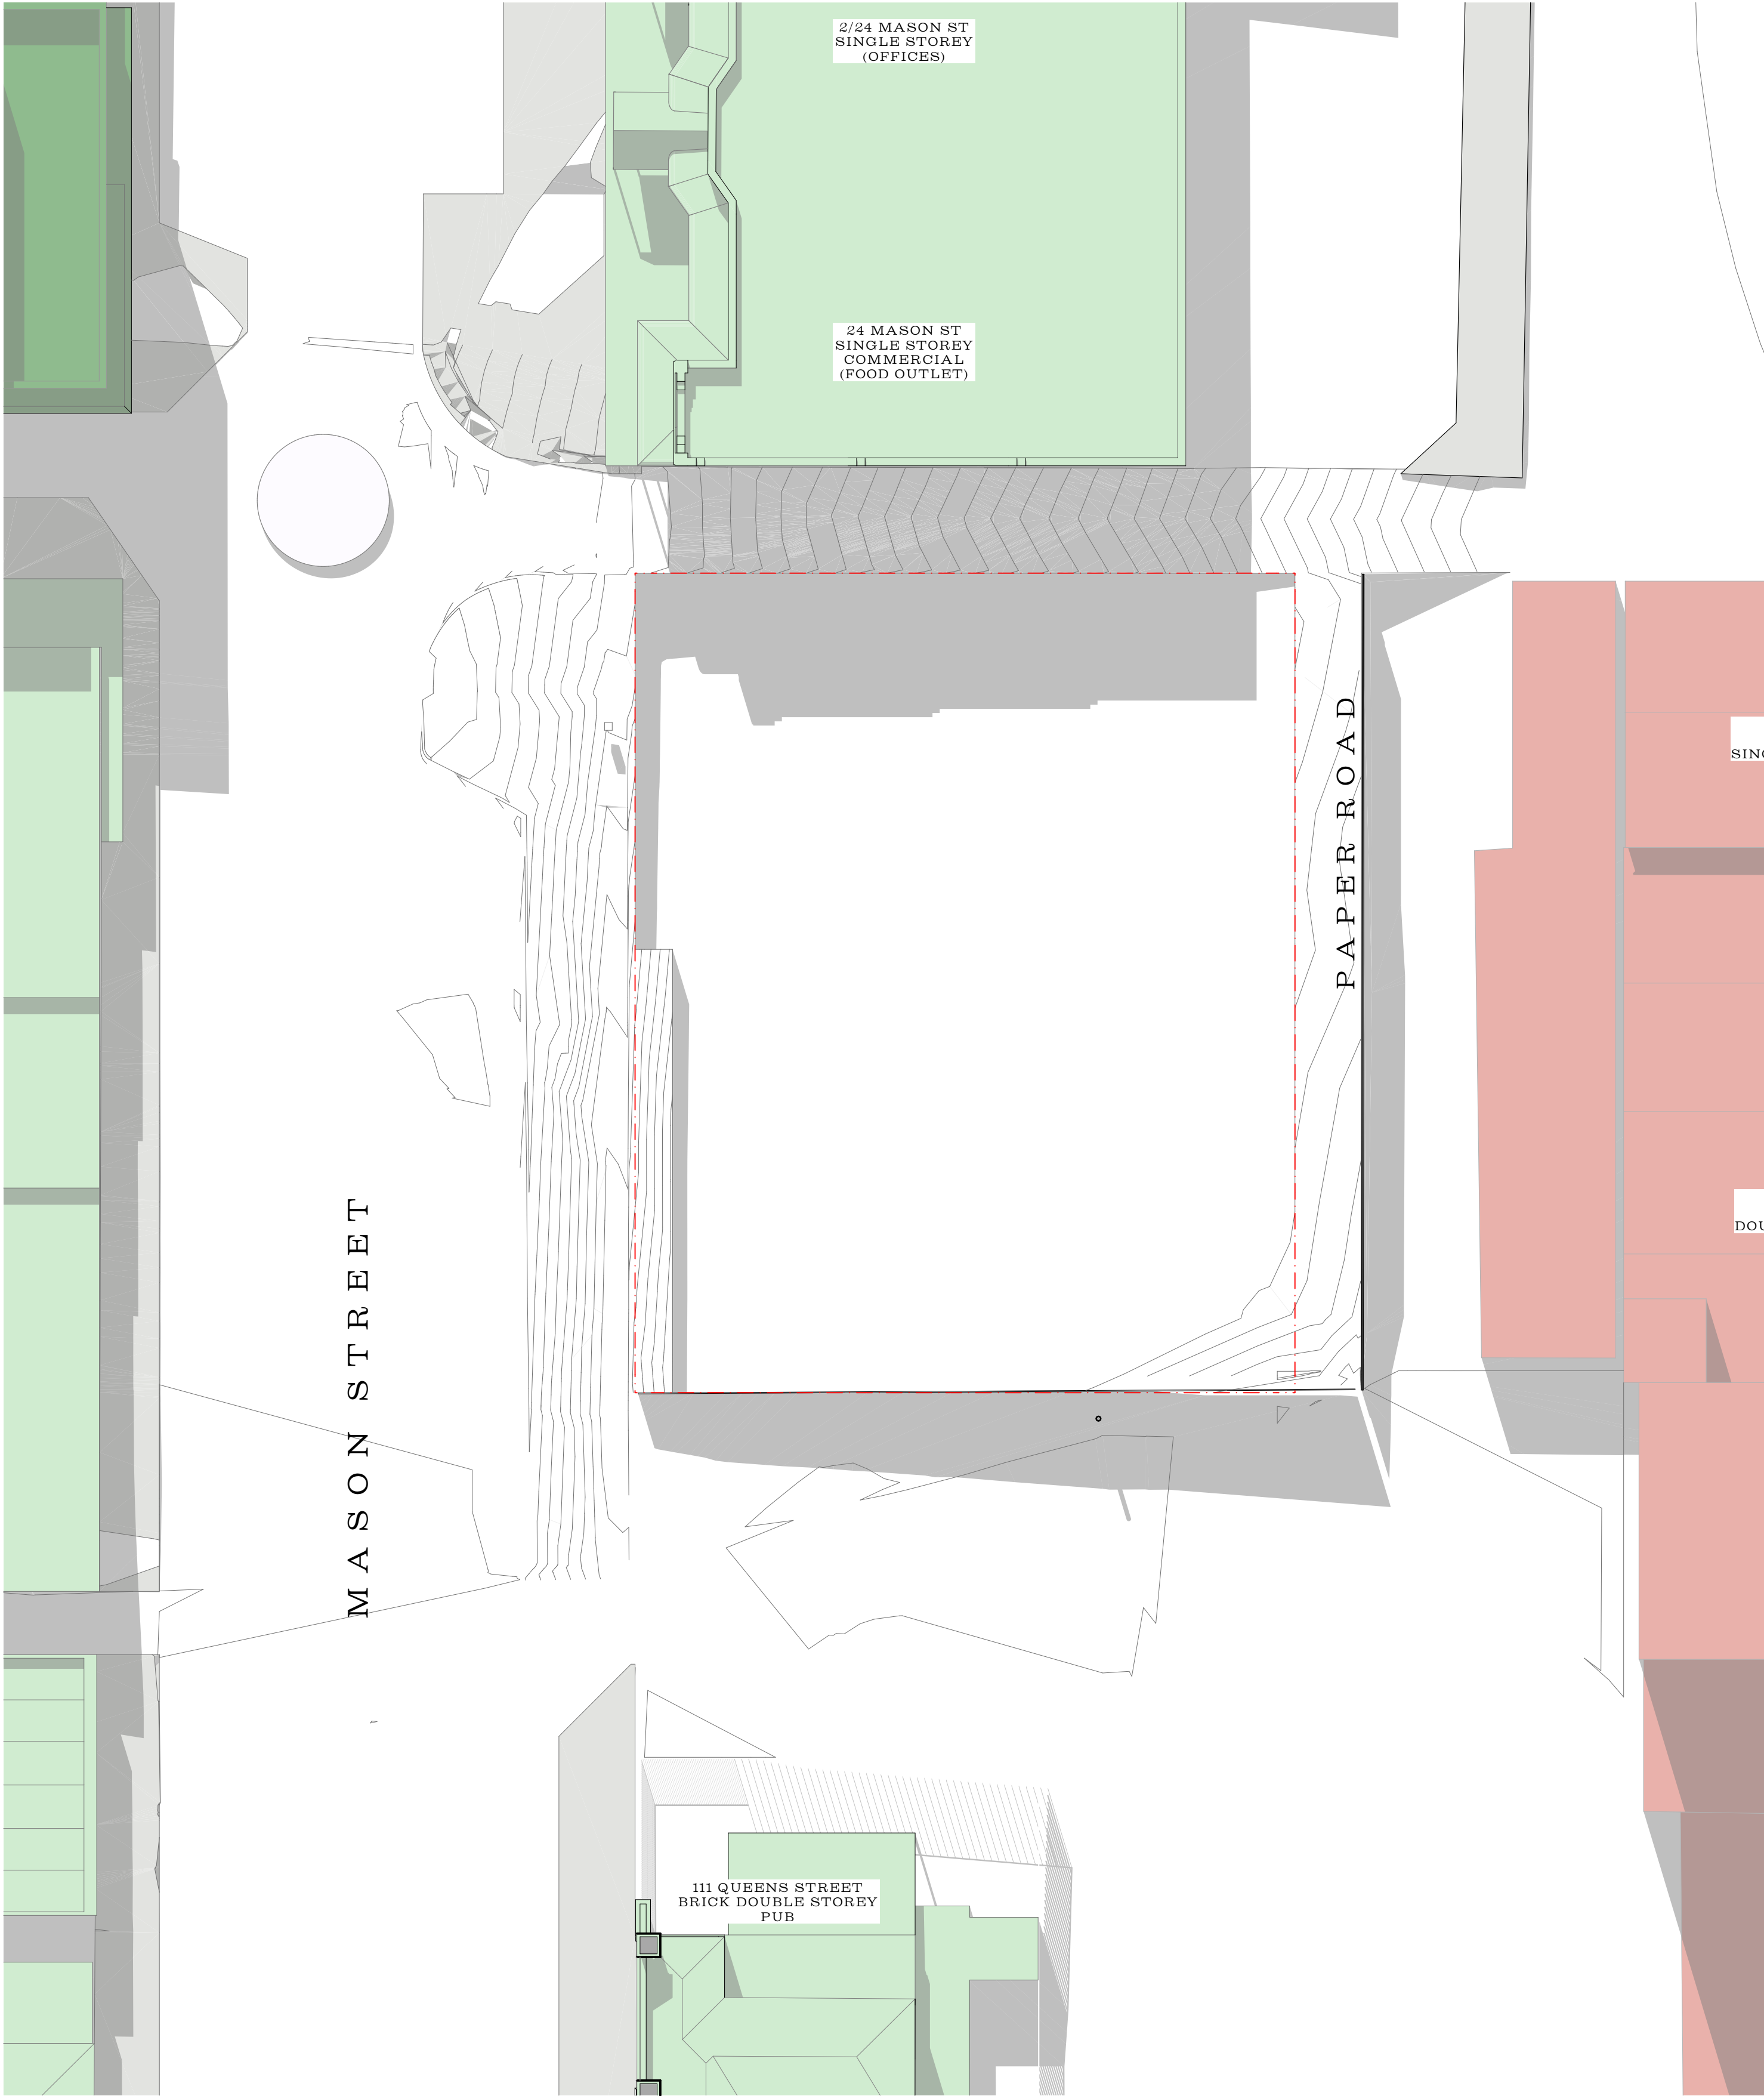 2/24 MASON ST
SINGLE STOREY
(OFFICES)
24 MASON ST
SINGLE STOREY
COMMERCIAL
(FOOD OUTLET)
PAPER ROAD
MASON STREET
111 QUEENS STREET
BRICK DOUBLE STOREY
PUB